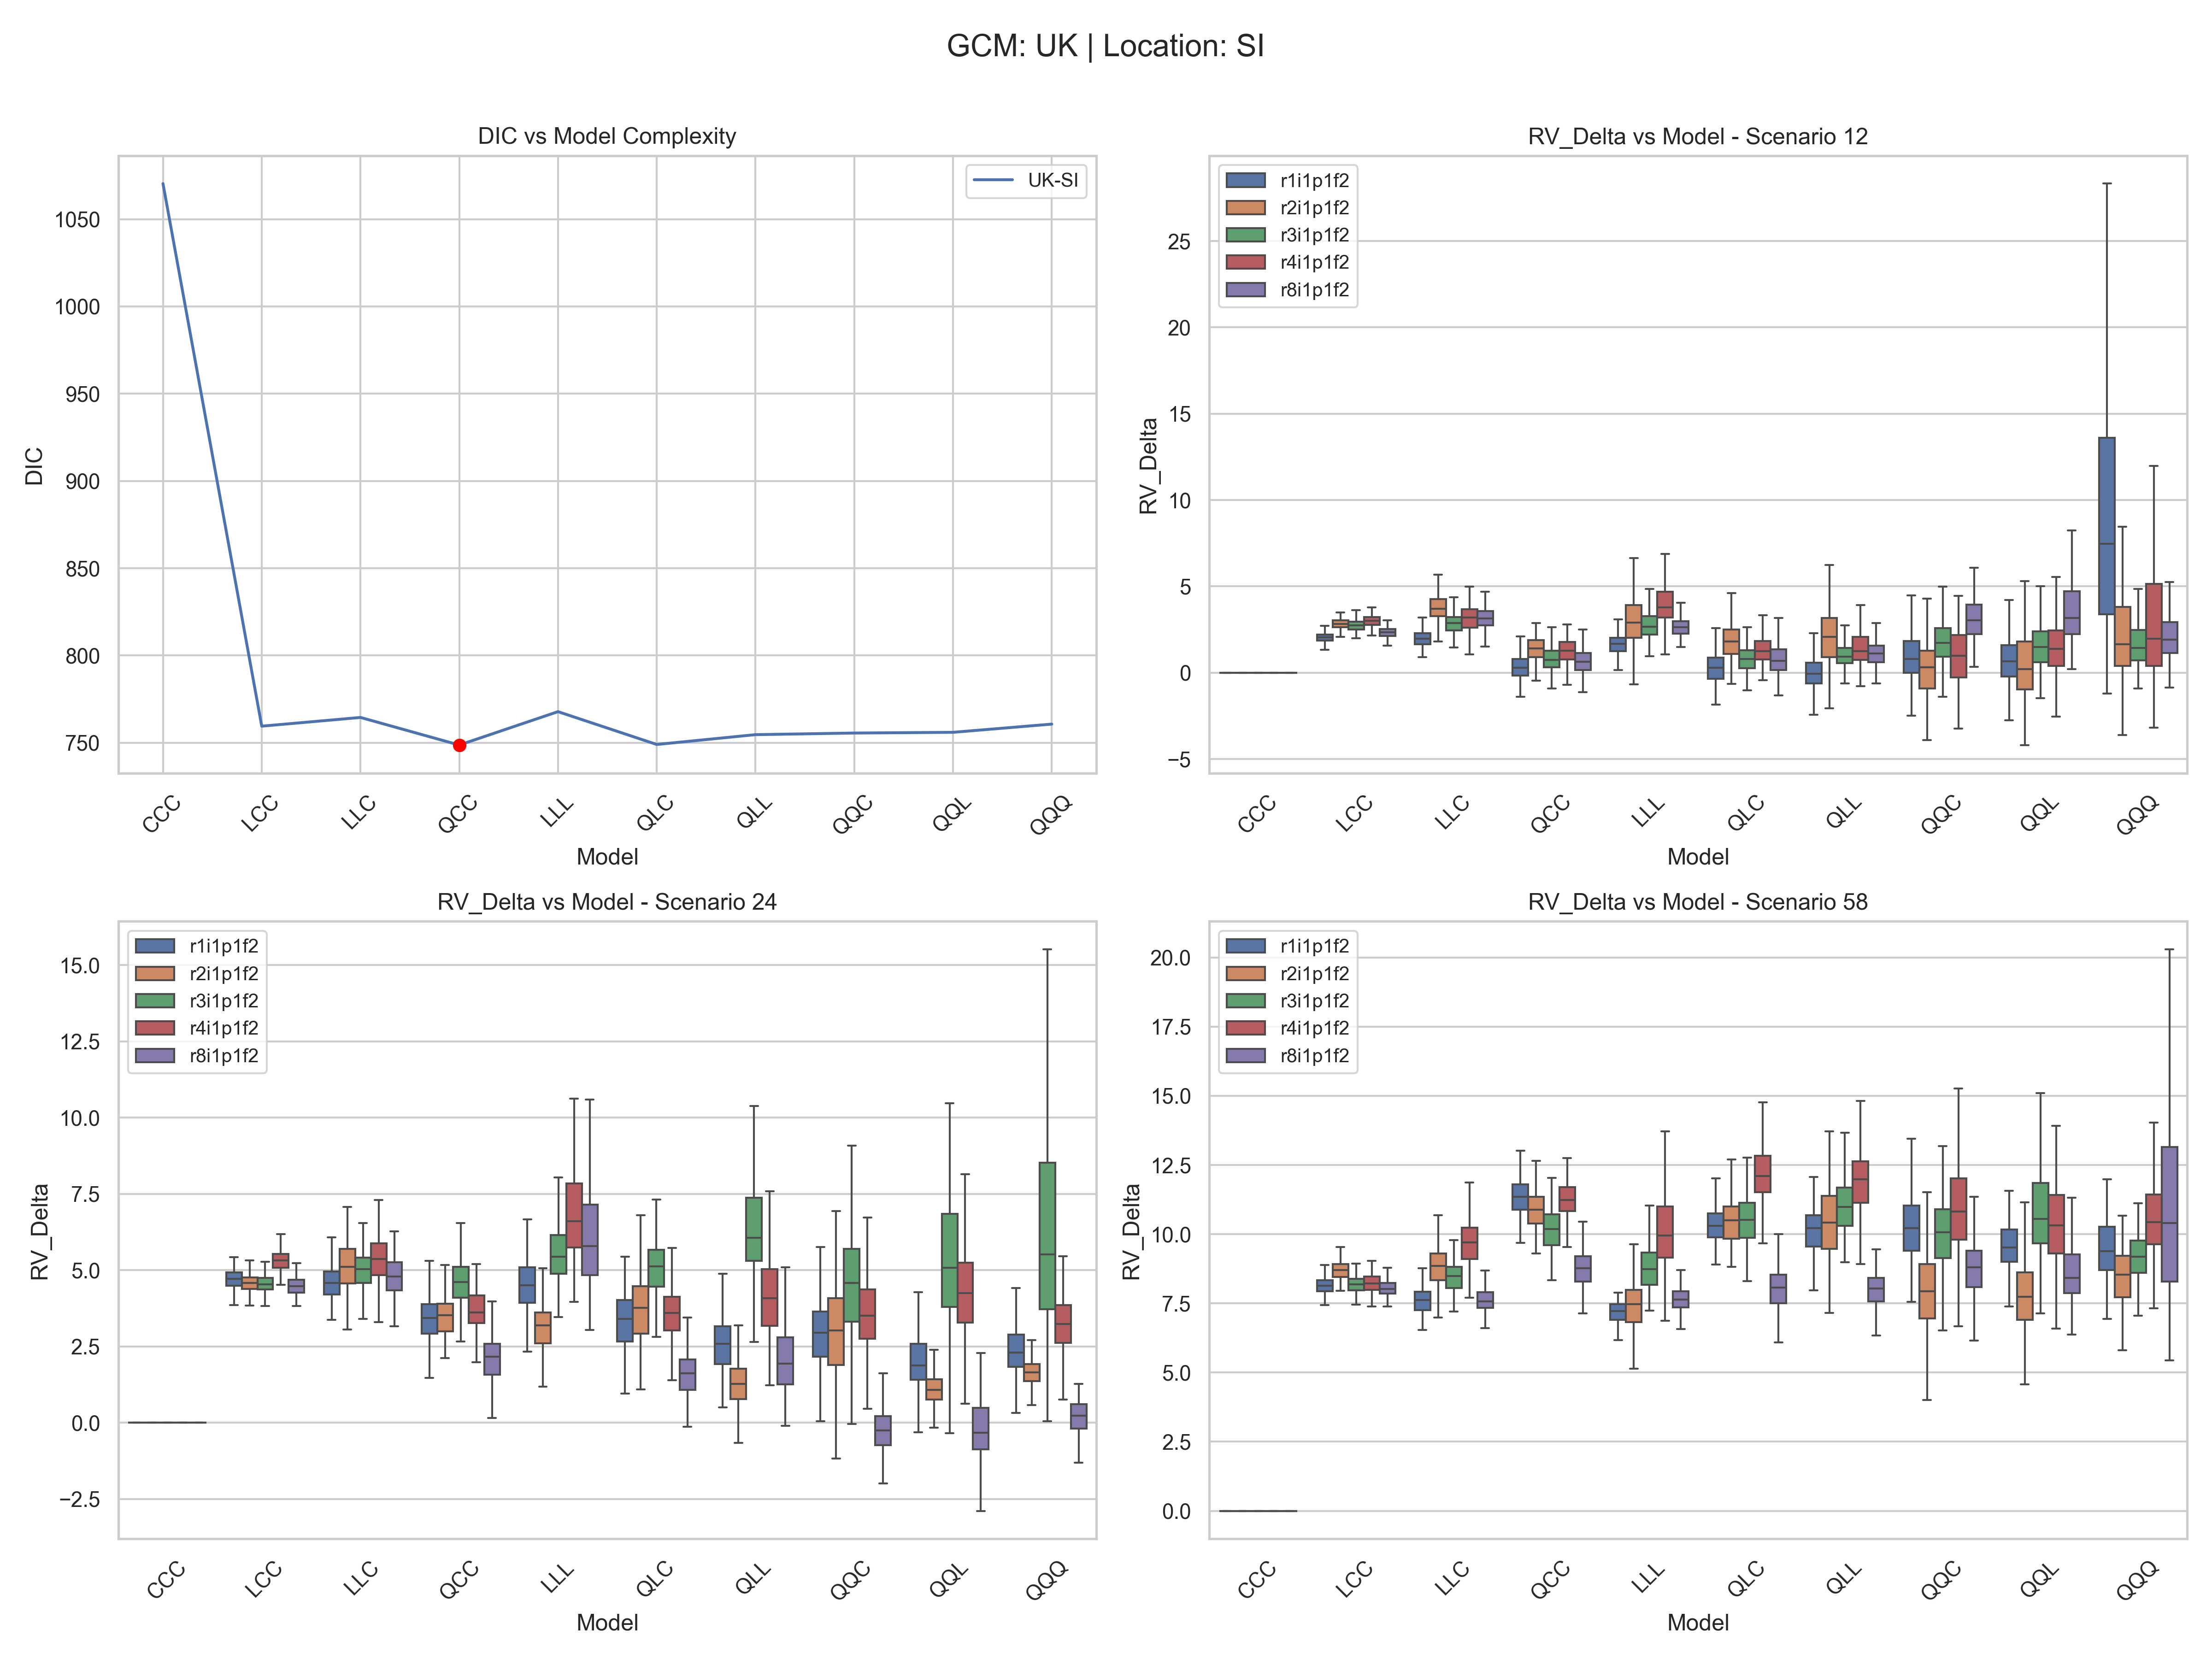 GCM: UK | Location: SI
DIC vs Model Complexity
UK-SI
DIC
1050
1000
950
900
850
800
750
CCC
LCC
LLC
QCC
LLL
QLC
QLL
QQC
QQL
QQQ
Model
RV_Delta vs Model - Scenario 12
r1i1p1f2
r2i1p1f2
r3i1p1f2
r4i1p1f2
r8i1p1f2
RV_Delta
25
20
15
10
5
0
−5
CCC
LCC
LLC
QCC
LLL
QLC
QLL
QQC
QQL
QQQ
Model
RV_Delta vs Model - Scenario 24
r1i1p1f2
r2i1p1f2
r3i1p1f2
r4i1p1f2
r8i1p1f2
RV_Delta
15.0
12.5
10.0
7.5
5.0
2.5
0.0
−2.5
CCC
LCC
LLC
QCC
LLL
QLC
QLL
QQC
QQL
QQQ
Model
RV_Delta vs Model - Scenario 58
r1i1p1f2
r2i1p1f2
r3i1p1f2
r4i1p1f2
r8i1p1f2
RV_Delta
20.0
17.5
15.0
12.5
10.0
7.5
5.0
2.5
0.0
CCC
LCC
LLC
QCC
LLL
QLC
QLL
QQC
QQL
QQQ
Model